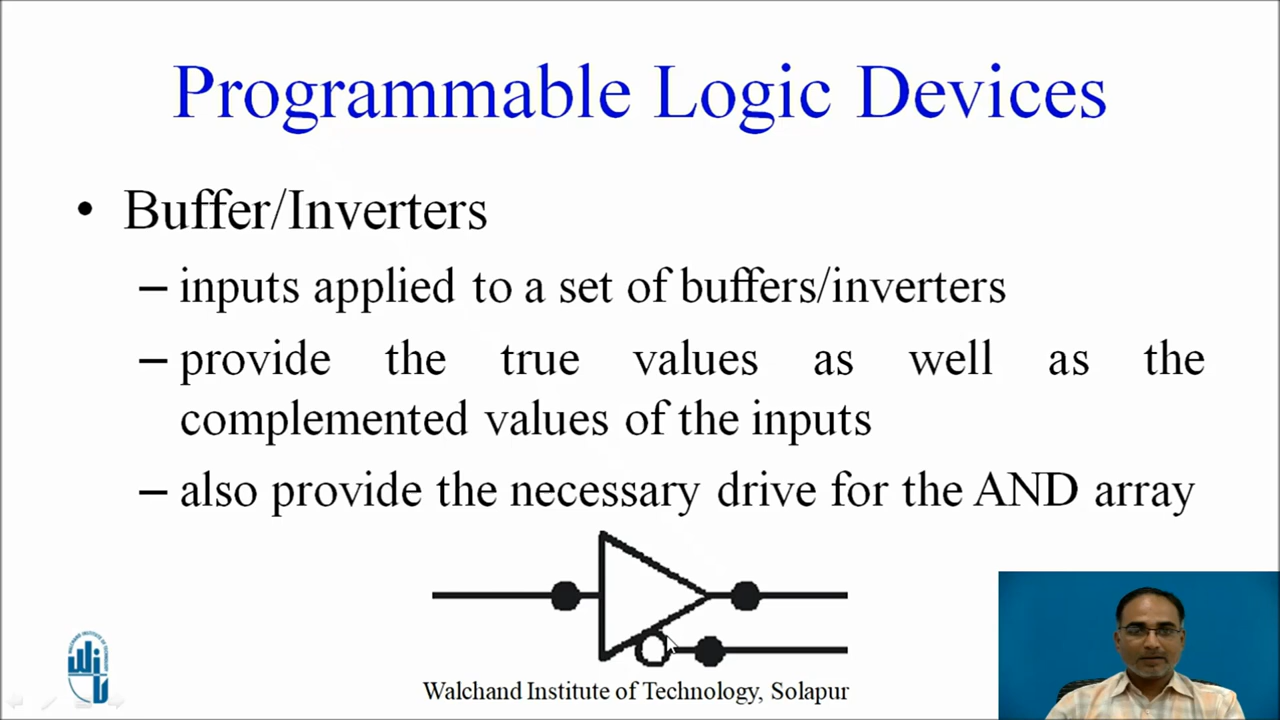 Programmable Logic Devices
• Buffer/Inverters
– inputs applied to a set of buffers/inverters
– provide the true values as well as the
complemented values of the inputs
– also provide the necessary drive for the AND array
Walchand Institute of Technology, Solapur